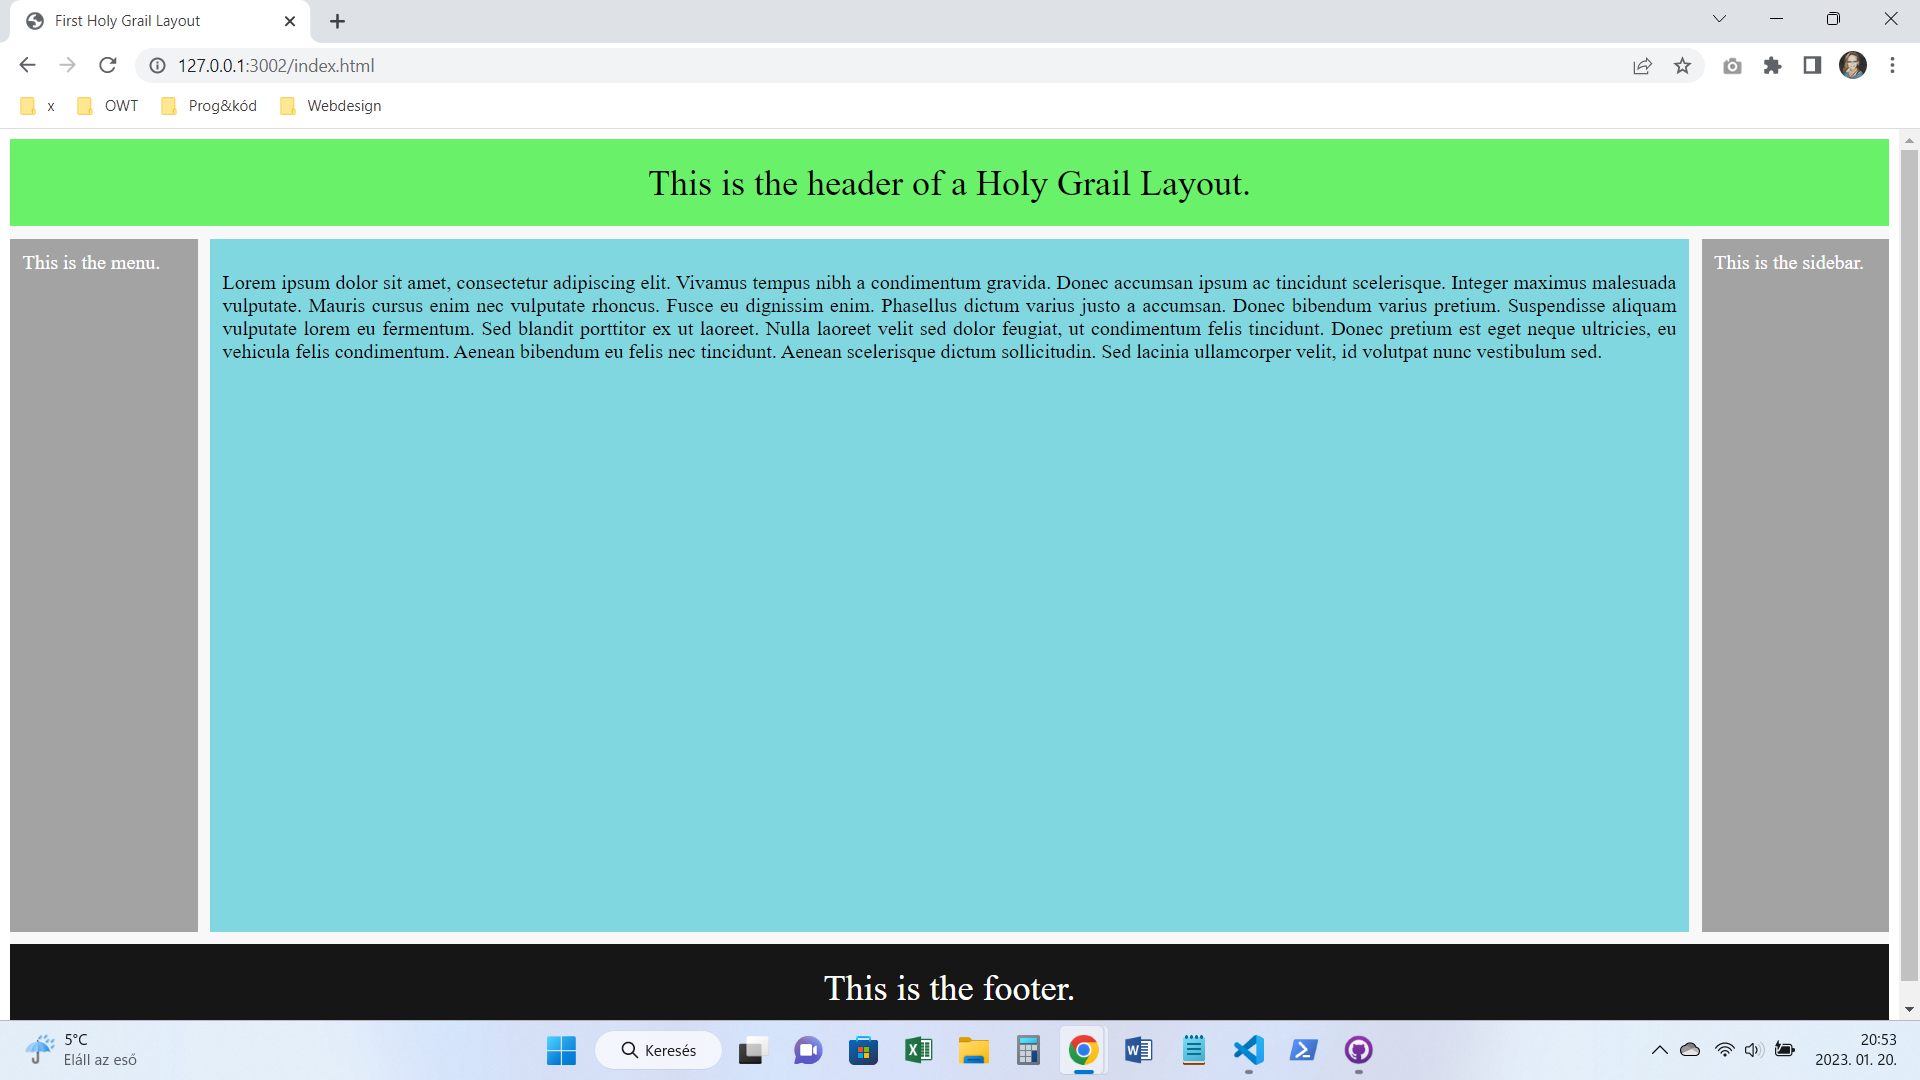 First Holy Grail Layout
127.0.0.1:3002/index.html
x OWT Prog&kód Webdesign
This is the header of a Holy Grail Layout.
This is the menu.
Lorem ipsum dolor sit amet, consectetur adipiscing elit. Vivamus tempus nibh a condimentum gravida. Donec accumsan ipsum ac tincidunt scelerisque. Integer maximus malesuada
vulputate. Mauris cursus enim nec vulputate rhoncus. Fusce eu dignissim enim. Phasellus dictum varius justo a accumsan. Donec bibendum varius pretium. Suspendisse aliquam
vulputate lorem eu fermentum. Sed blandit porttitor ex ut laoreet. Nulla laoreet velit sed dolor feugiat, ut condimentum felis tincidunt. Donec pretium est eget neque ultricies, eu
vehicula felis condimentum. Aenean bibendum eu felis nec tincidunt. Aenean scelerisque dictum sollicitudin. Sed lacinia ullamcorper velit, id volutpat nunc vestibulum sed.
This is the sidebar.
This is the footer.
5°C
Eláll az eső
Keresés
20:53
2023. 01. 20.